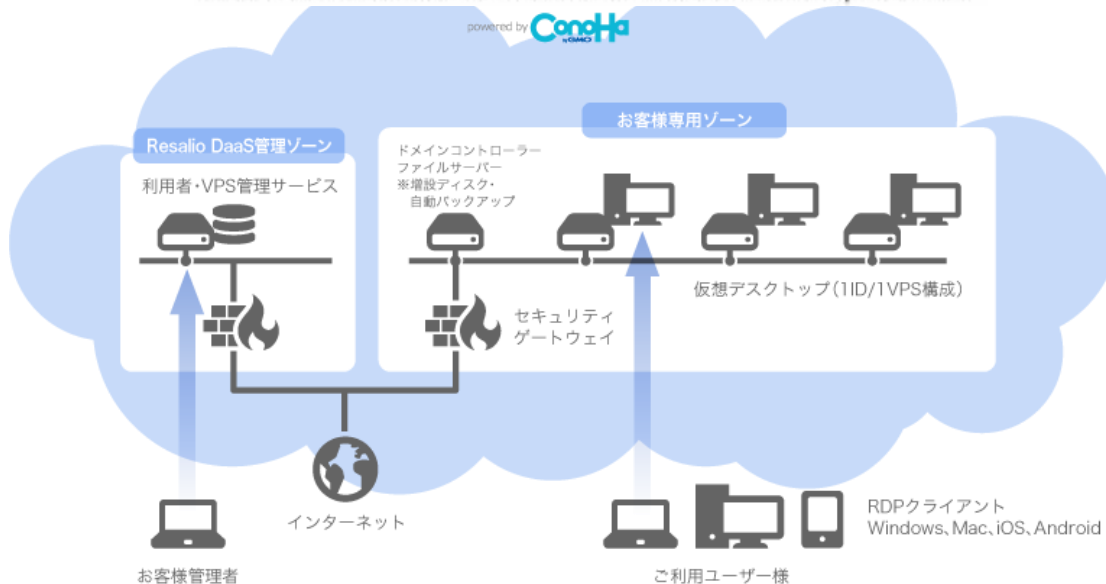 powered by ConoHa
by GMO
Resalio DaaS管理ゾーン
利用者・VPS管理サービス
お客様専用ゾーン
ドメインコントローラー
ファイルサーバー
※増設ディスク・
自動バックアップ
仮想デスクトップ(1ID/1VPS構成)
セキュリティ
ゲートウェイ
インターネット
お客様管理者
ご利用ユーザー様
RDPクライアント
Windows、Mac、iOS、Android